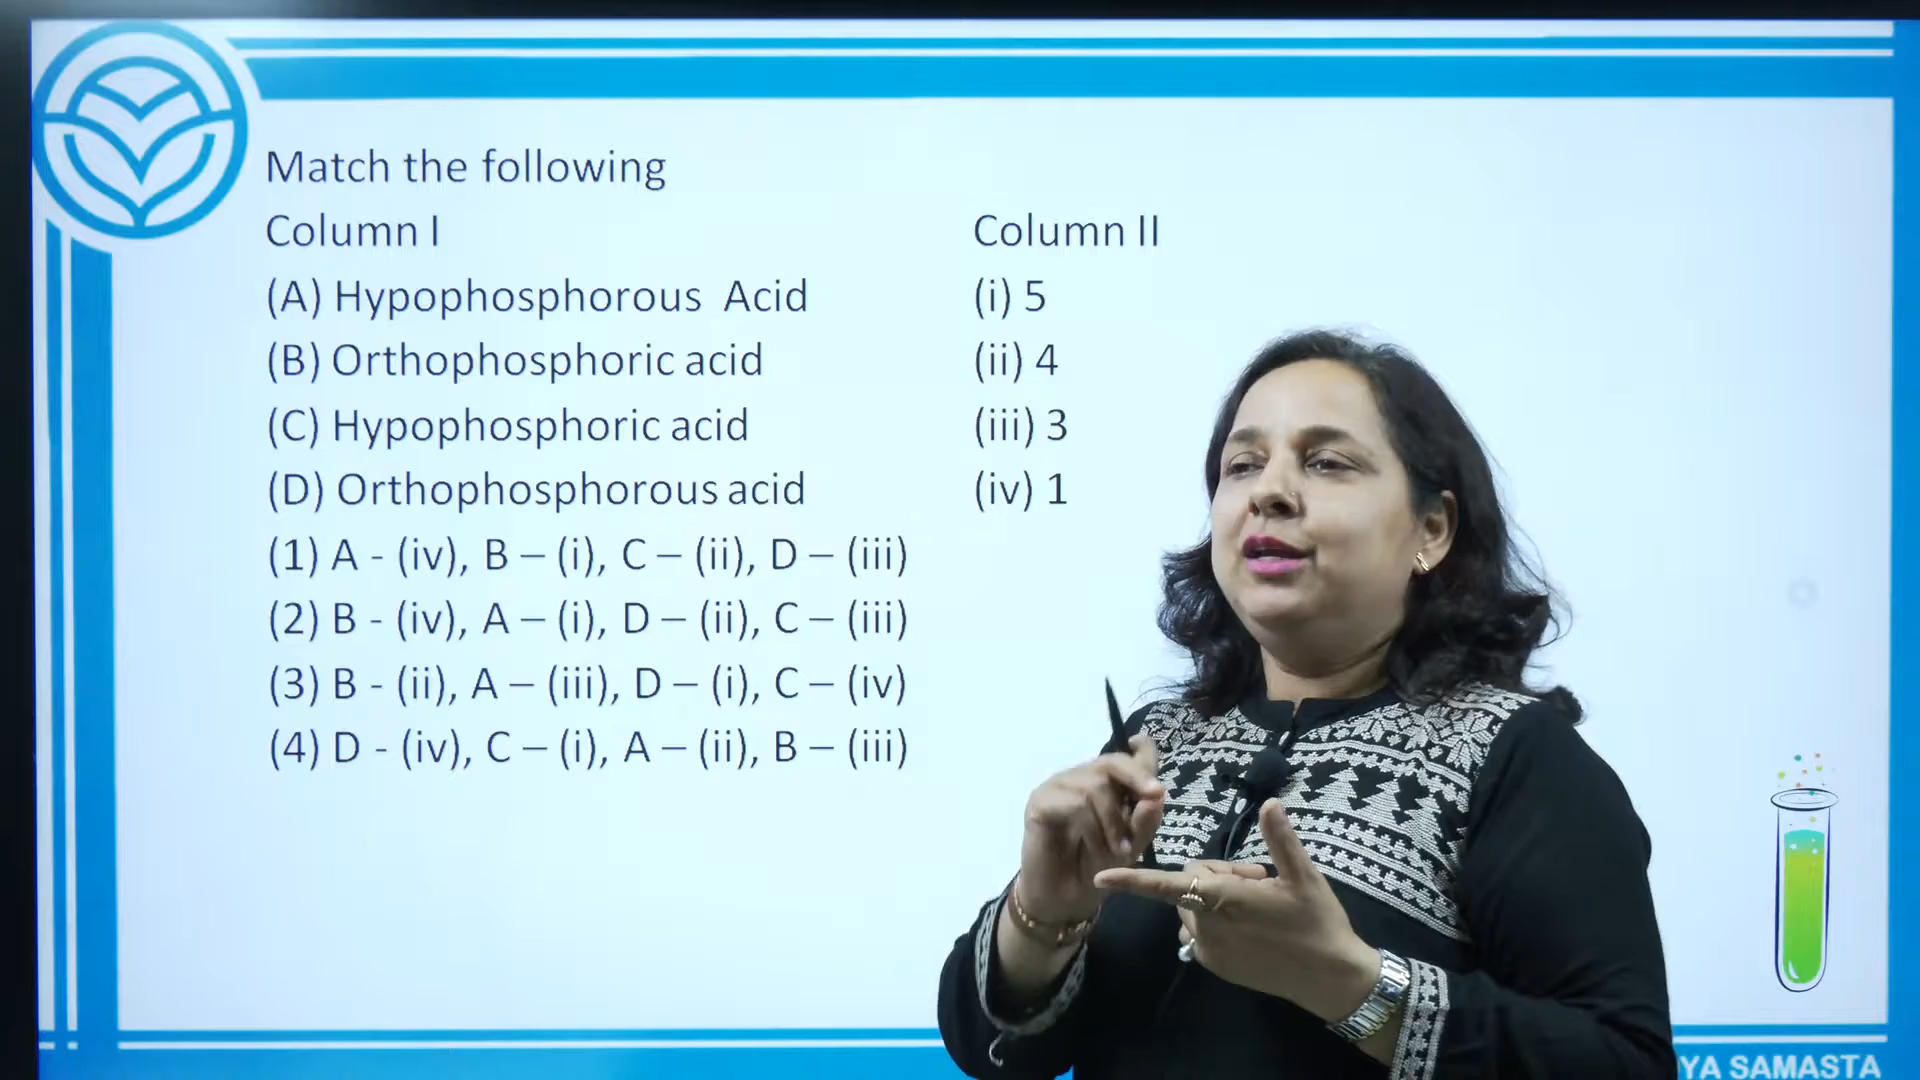 Match the following
Column I Column II
(A) Hypophosphorous Acid (i) 5
(B) Orthophosphoric acid (ii) 4
(C) Hypophosphoric acid (iii) 3
(D) Orthophosphorous acid (iv) 1
(1) A - (iv), B – (i), C – (ii), D – (iii)
(2) B - (iv), A – (i), D – (ii), C – (iii)
(3) B - (ii), A – (iii), D – (i), C – (iv)
(4) D - (iv), C – (i), A – (ii), B – (iii)
SAMASTA